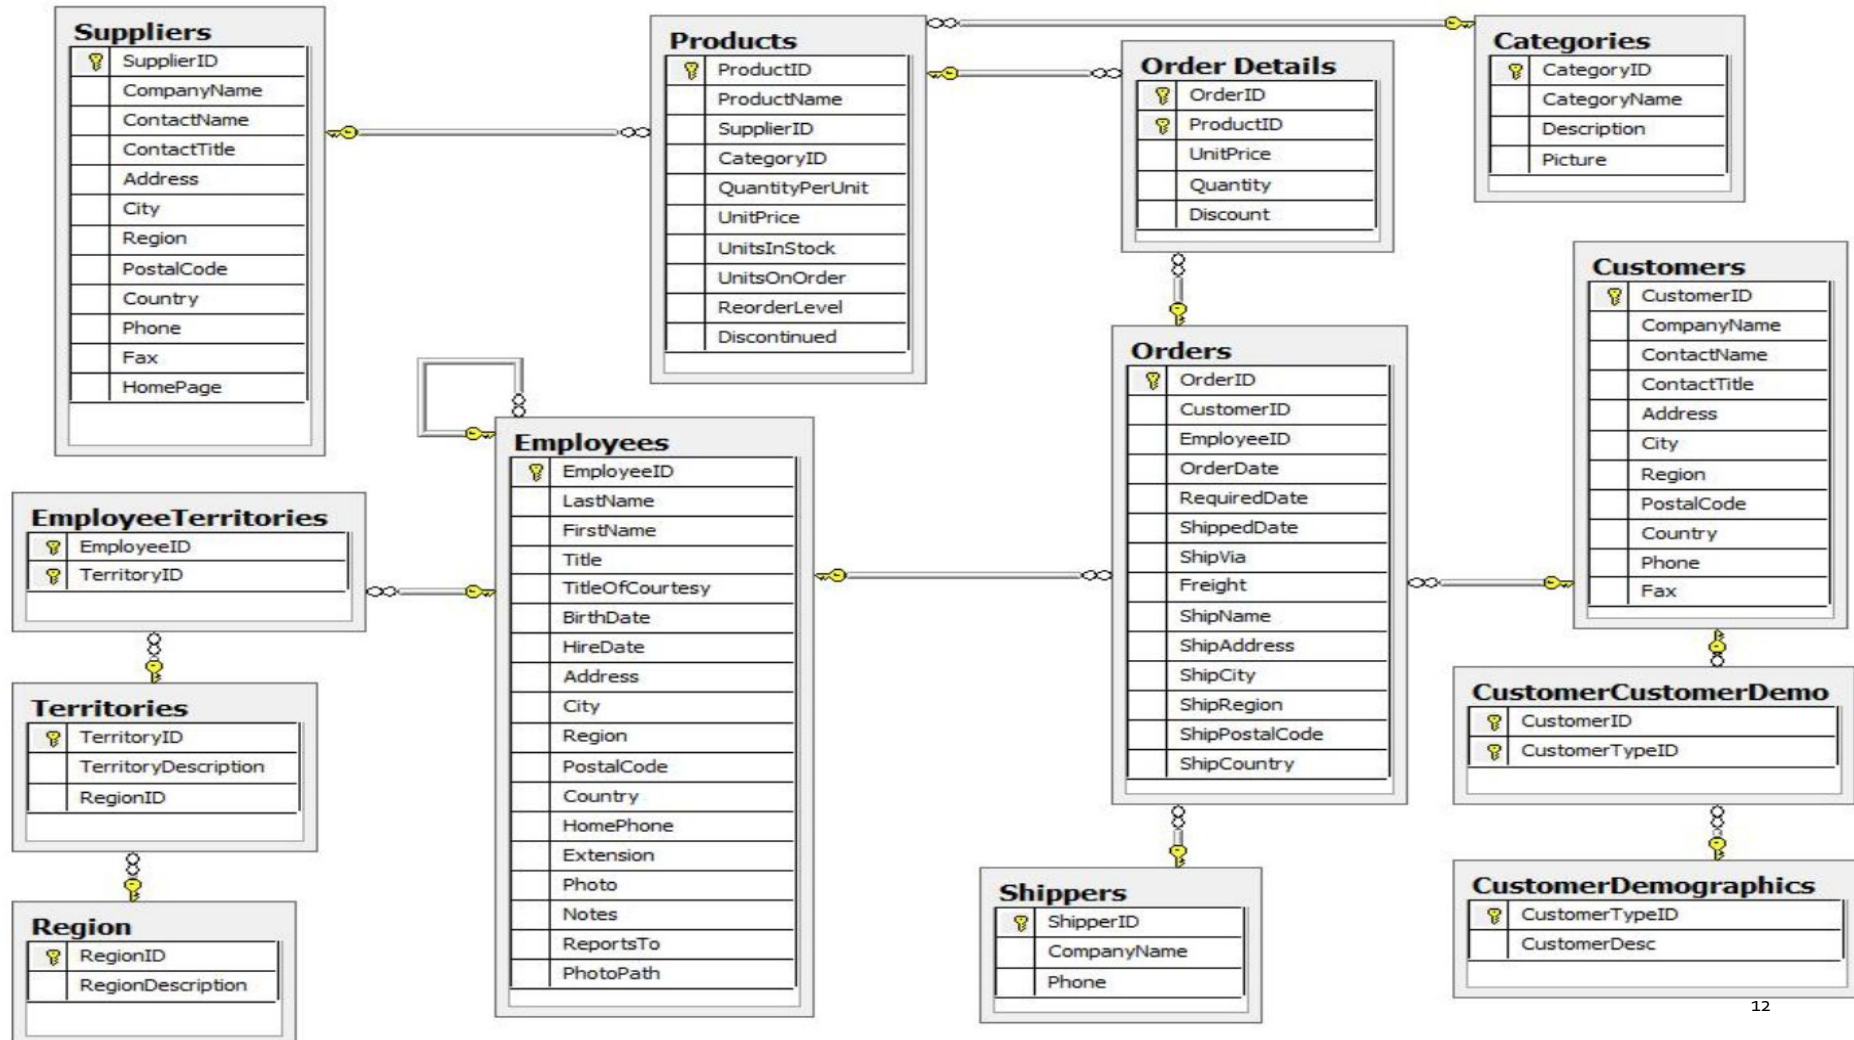 Suppliers
SupplierID
CompanyName
ContactName
ContactTitle
Address
City
Region
PostalCode
Country
Phone
Fax
HomePage
Products
ProductID
ProductName
SupplierID
CategoryID
QuantityPerUnit
UnitPrice
UnitsInStock
UnitsOnOrder
ReorderLevel
Discontinued
Order Details
OrderID
ProductID
UnitPrice
Quantity
Discount
Categories
CategoryID
CategoryName
Description
Picture
Customers
CustomerID
CompanyName
ContactName
ContactTitle
Address
City
Region
PostalCode
Country
Phone
Fax
Orders
OrderID
CustomerID
EmployeeID
OrderDate
RequiredDate
ShippedDate
ShipVia
Freight
ShipName
ShipAddress
ShipCity
ShipRegion
ShipPostalCode
ShipCountry
Employees
EmployeeID
LastName
FirstName
Title
TitleOfCourtesy
BirthDate
HireDate
Address
City
Region
PostalCode
Country
HomePhone
Extension
Photo
Notes
ReportsTo
PhotoPath
EmployeeTerritories
EmployeeID
TerritoryID
Territories
TerritoryID
TerritoryDescription
RegionID
Region
RegionID
RegionDescription
Shippers
ShipperID
CompanyName
Phone
CustomerCustomerDemo
CustomerID
CustomerTypeID
CustomerDemographics
CustomerTypeID
CustomerDesc
12